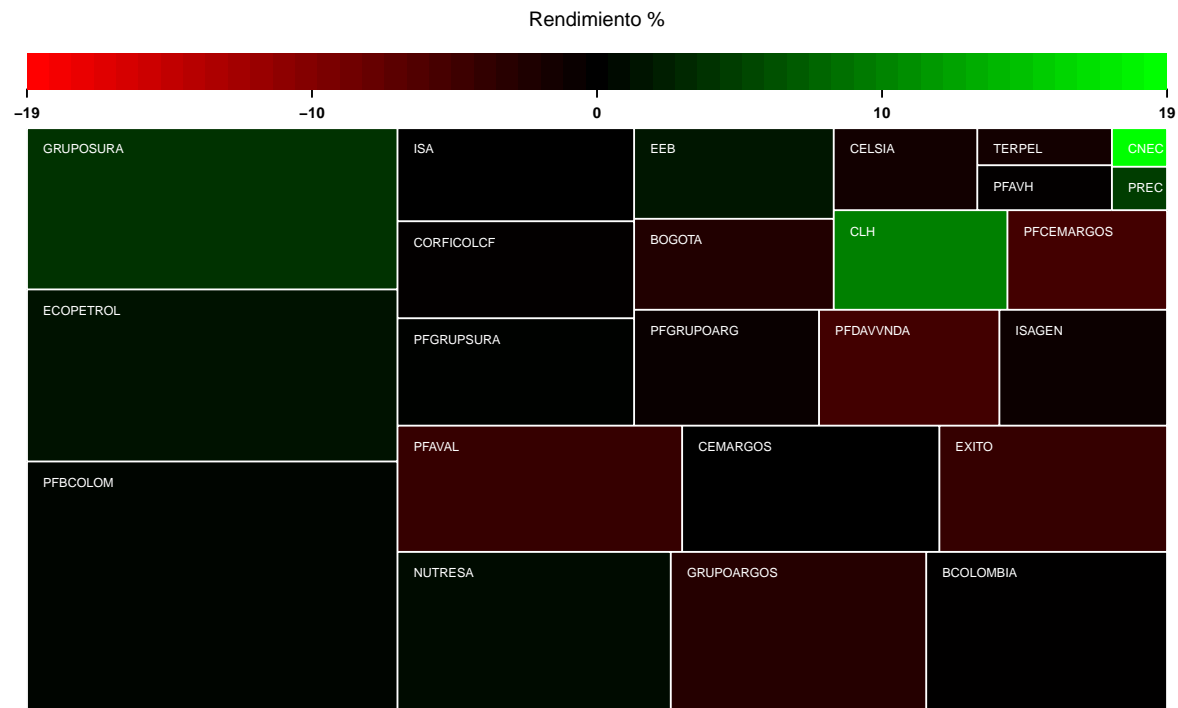 Rendimiento %
−19 −10 0 10 19
GRUPOSURA
ISA
EEB
CELSIA
TERPEL
CNEC
PFAVH
PREC
CORFICOLCF
BOGOTA
CLH
PFCEMARGOS
ECOPETROL
PFGRUPSURA
PFGRUPOARG
PFDAVVNDA
ISAGEN
PFAVAL
CEMARGOS
EXITO
PFBCOLOM
NUTRESA
GRUPOARGOS
BCOLOMBIA